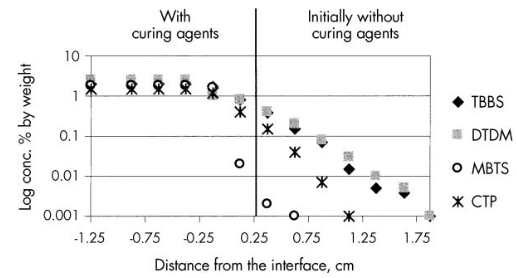 With
curing agents
Initially without
curing agents
Log conc. % by weight
10
1
0.1
0.01
0.001
-1.25 -0.75 -0.25 0.25 0.25 0.75 1.25 1.75
Distance from the interface, cm
TBBS
DTDM
MBTS
CTP